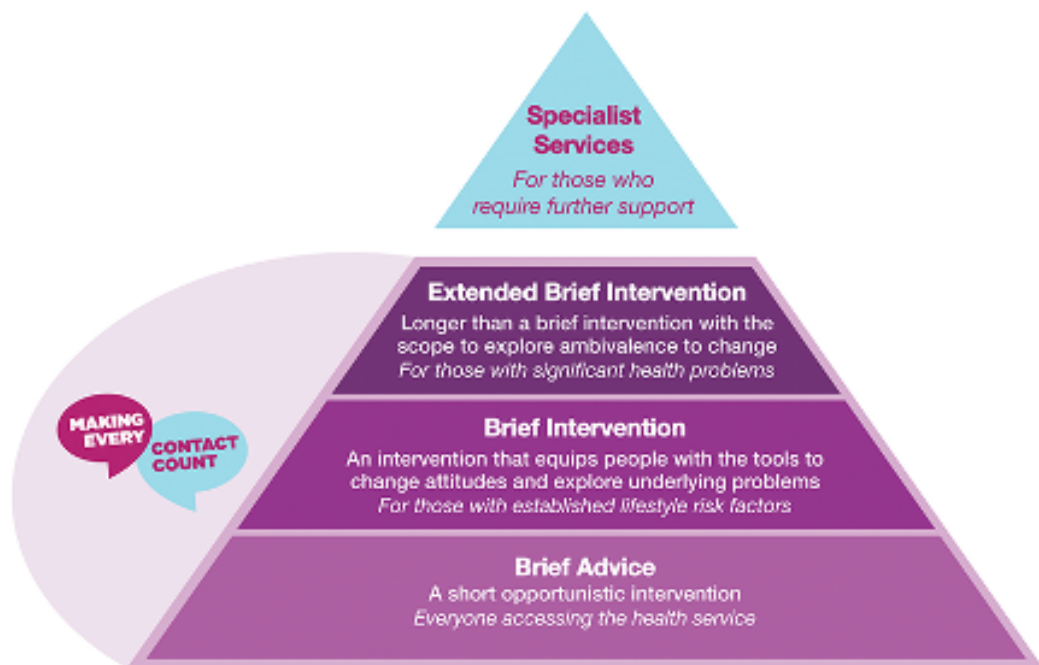 Specialist
Services
For those who
require further support
Extended Brief Intervention
Longer than a brief intervention with the
scope to explore ambivalence to change
For those with significant health problems
MAKING
EVERY
CONTACT
COUNT
Brief Intervention
An intervention that equips people with the tools to
change attitudes and explore underlying problems
For those with established lifestyle risk factors
Brief Advice
A short opportunistic intervention
Everyone accessing the health service